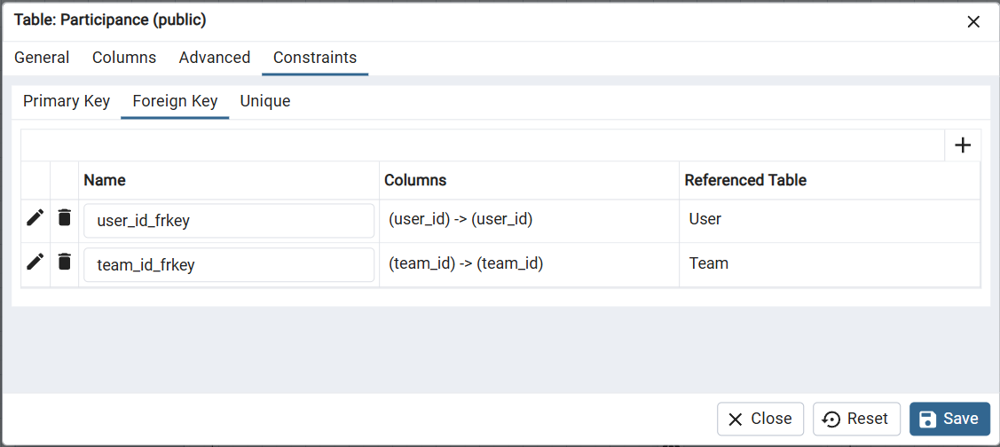 Table: Participance (public)
General Columns Advanced Constraints
Primary Key Foreign Key Unique
Name Columns Referenced Table
user_id_frkey (user_id) -> (user_id) User
team_id_frkey (team_id) -> (team_id) Team
Close Reset Save